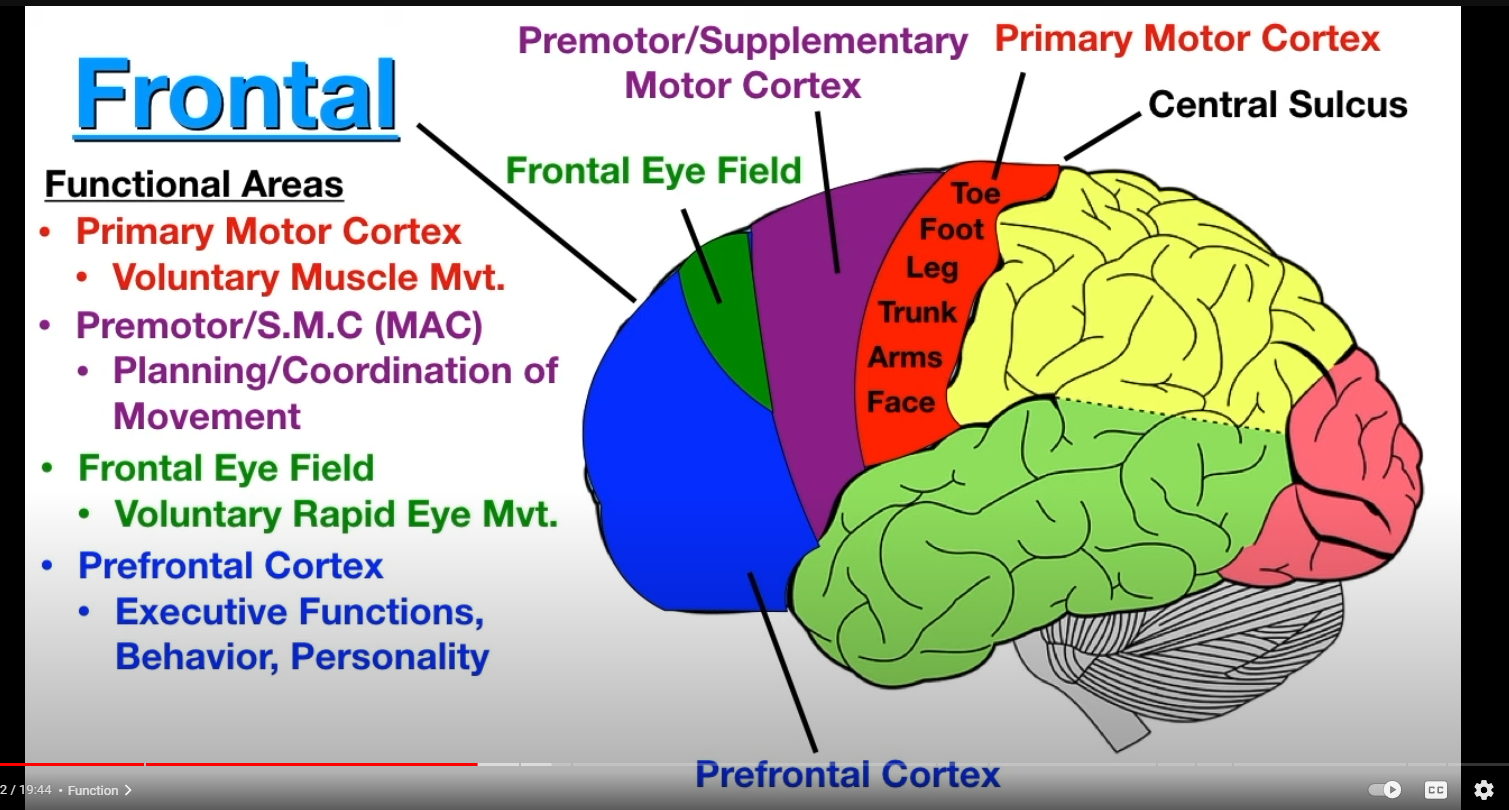 Premotor/Supplementary
Motor Cortex
Primary Motor Cortex
Central Sulcus
Frontal
Frontal Eye Field
Functional Areas
• Primary Motor Cortex
• Voluntary Muscle Mvt.
• Premotor/S.M.C (MAC)
• Planning/Coordination of
Movement
• Frontal Eye Field
• Voluntary Rapid Eye Mvt.
• Prefrontal Cortex
• Executive Functions,
Behavior, Personality
Toe
Foot
Leg
Trunk
Arms
Face
Prefrontal Cortex
2 / 19:44 • Function >
CC